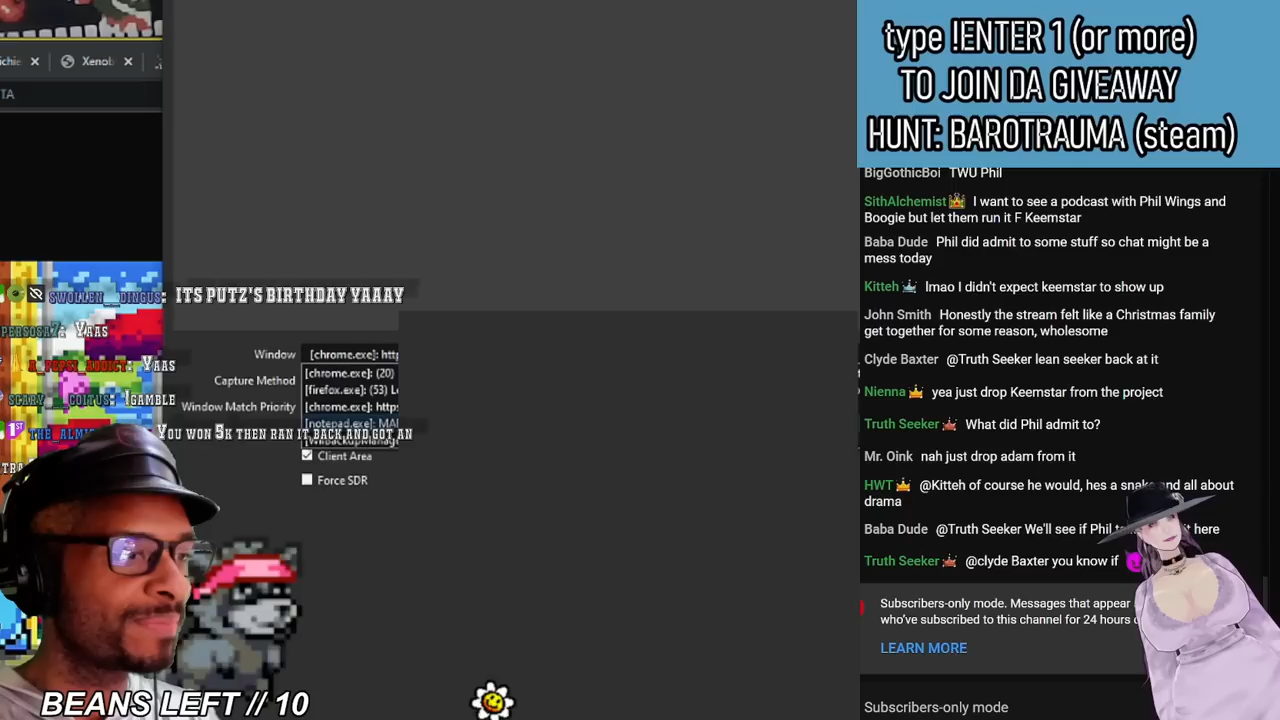 type !ENTER 1 (or more)
TO JOIN DA GIVEAWAY
HUNT: BAROTRAUMA (steam)
Xenob
TA
SWOLLEN__DINGUS: ITS PUTZ'S BIRTHDAY YAAAY
PERSOSA7: YAAS
A_PEPSI_ADDICT: YAAS
SCARY__COITUS: !GAMBLE
YOU WON 5K THEN RAN IT BACK AND GOT AN
Window [chrome.exe]: http
Capture Method [chrome.exe]: (20)
[firefox.exe]: (53)
Window Match Priority [chrome.exe]: https
[notepad.exe]:
Client Area
Force SDR
BEANS LEFT // 10
BigGothicBoi TWU Phil
SithAlchemist I want to see a podcast with Phil Wings and
Boogie but let them run it F Keemstar
Baba Dude Phil did admit to some stuff so chat might be a
mess today
Kitteh lmao I didn't expect keemstar to show up
John Smith Honestly the stream felt like a Christmas family
get together for some reason, wholesome
Clyde Baxter @Truth Seeker lean seeker back at it
Nienna yea just drop Keemstar from the project
Truth Seeker What did Phil admit to?
Mr. Oink nah just drop adam from it
HWT @Kitteh of course he would, hes a snake and all about
drama
Baba Dude @Truth Seeker We'll see if Phil here
Truth Seeker @clyde Baxter you know if
Subscribers-only mode. Messages that appear
who've subscribed to this channel for 24 hours
LEARN MORE
Subscribers-only mode